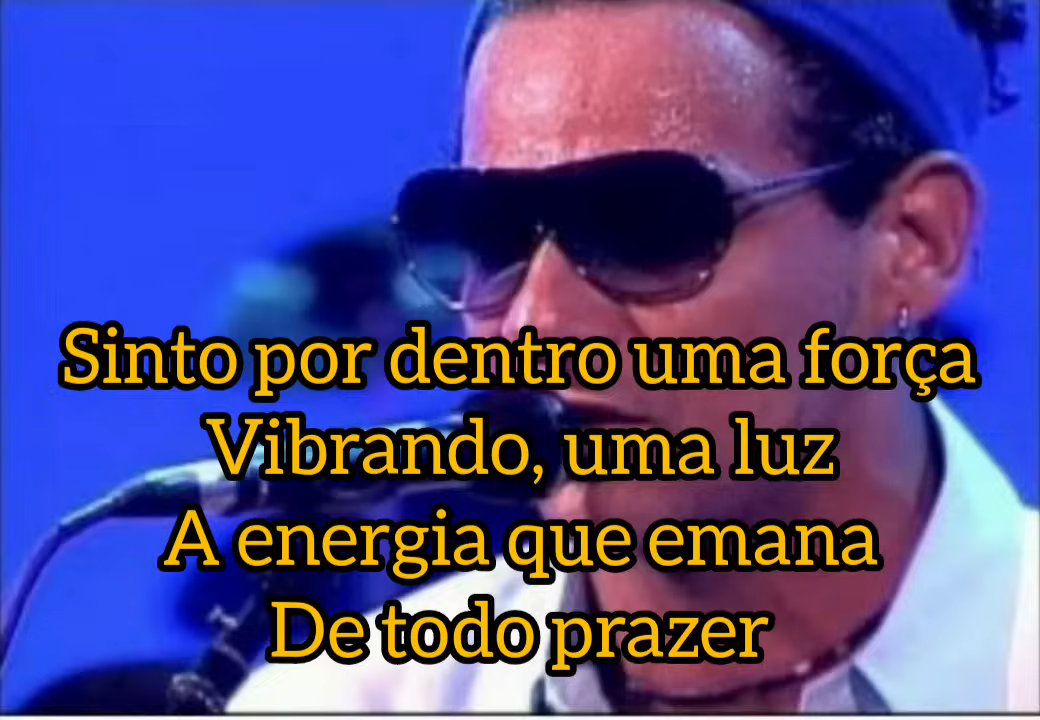 Sinto por dentro uma força
Vibrando, uma luz
A energia que emana
De todo prazer